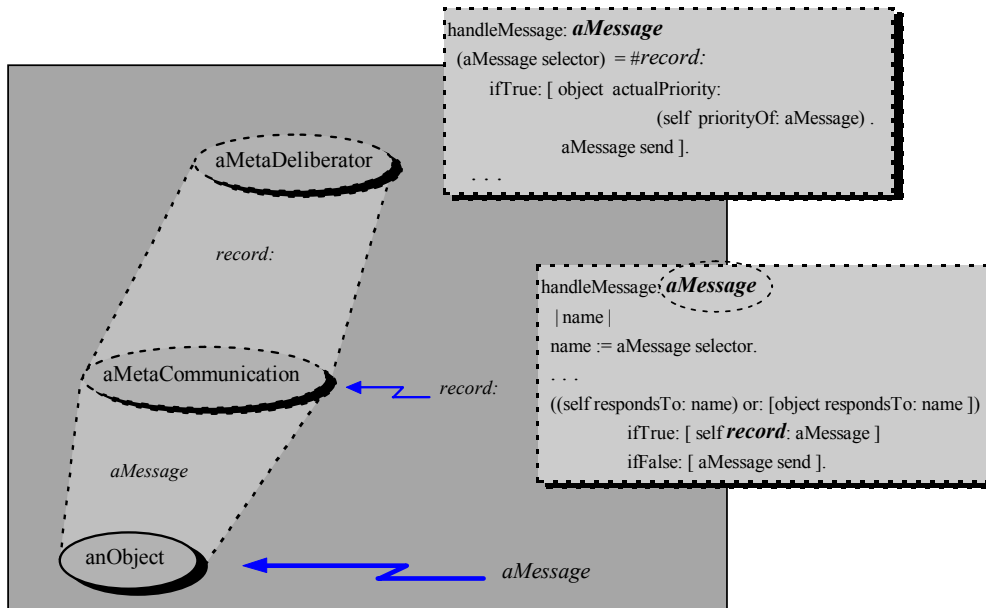 handleMessage: aMessage
(aMessage selector) = #record:
ifTrue: [ object actualPriority:
(self priorityOf: aMessage) .
aMessage send ].
. . .
aMetaDeliberator
record:
handleMessage: aMessage
| name |
name := aMessage selector.
. . .
((self respondsTo: name) or: [object respondsTo: name ])
ifTrue: [ self record: aMessage ]
ifFalse: [ aMessage send ].
aMetaCommunication
record:
aMessage
anObject
aMessage